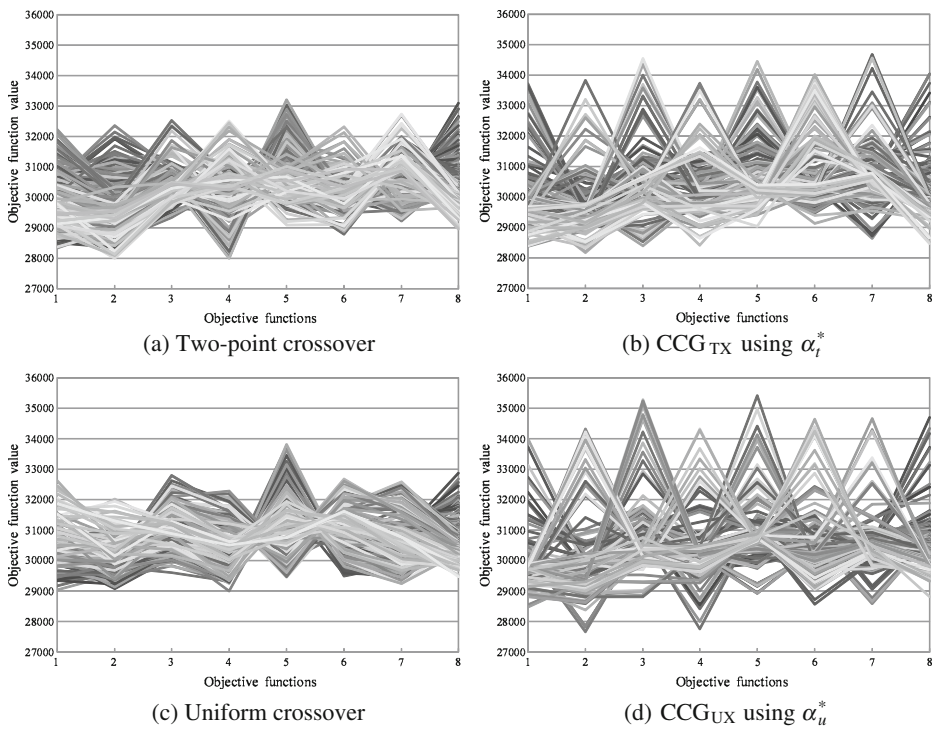 36000
35000
34000
33000
32000
31000
30000
29000
28000
27000
Objective function value
1 2 3 4 5 6 7 8
Objective functions
(a) Two-point crossover
36000
35000
34000
33000
32000
31000
30000
29000
28000
27000
Objective function value
1 2 3 4 5 6 7 8
Objective functions
(b) CCG_TX using α_t^*
36000
35000
34000
33000
32000
31000
30000
29000
28000
27000
Objective function value
1 2 3 4 5 6 7 8
Objective functions
(c) Uniform crossover
36000
35000
34000
33000
32000
31000
30000
29000
28000
27000
Objective function value
1 2 3 4 5 6 7 8
Objective functions
(d) CCG_UX using α_u^*